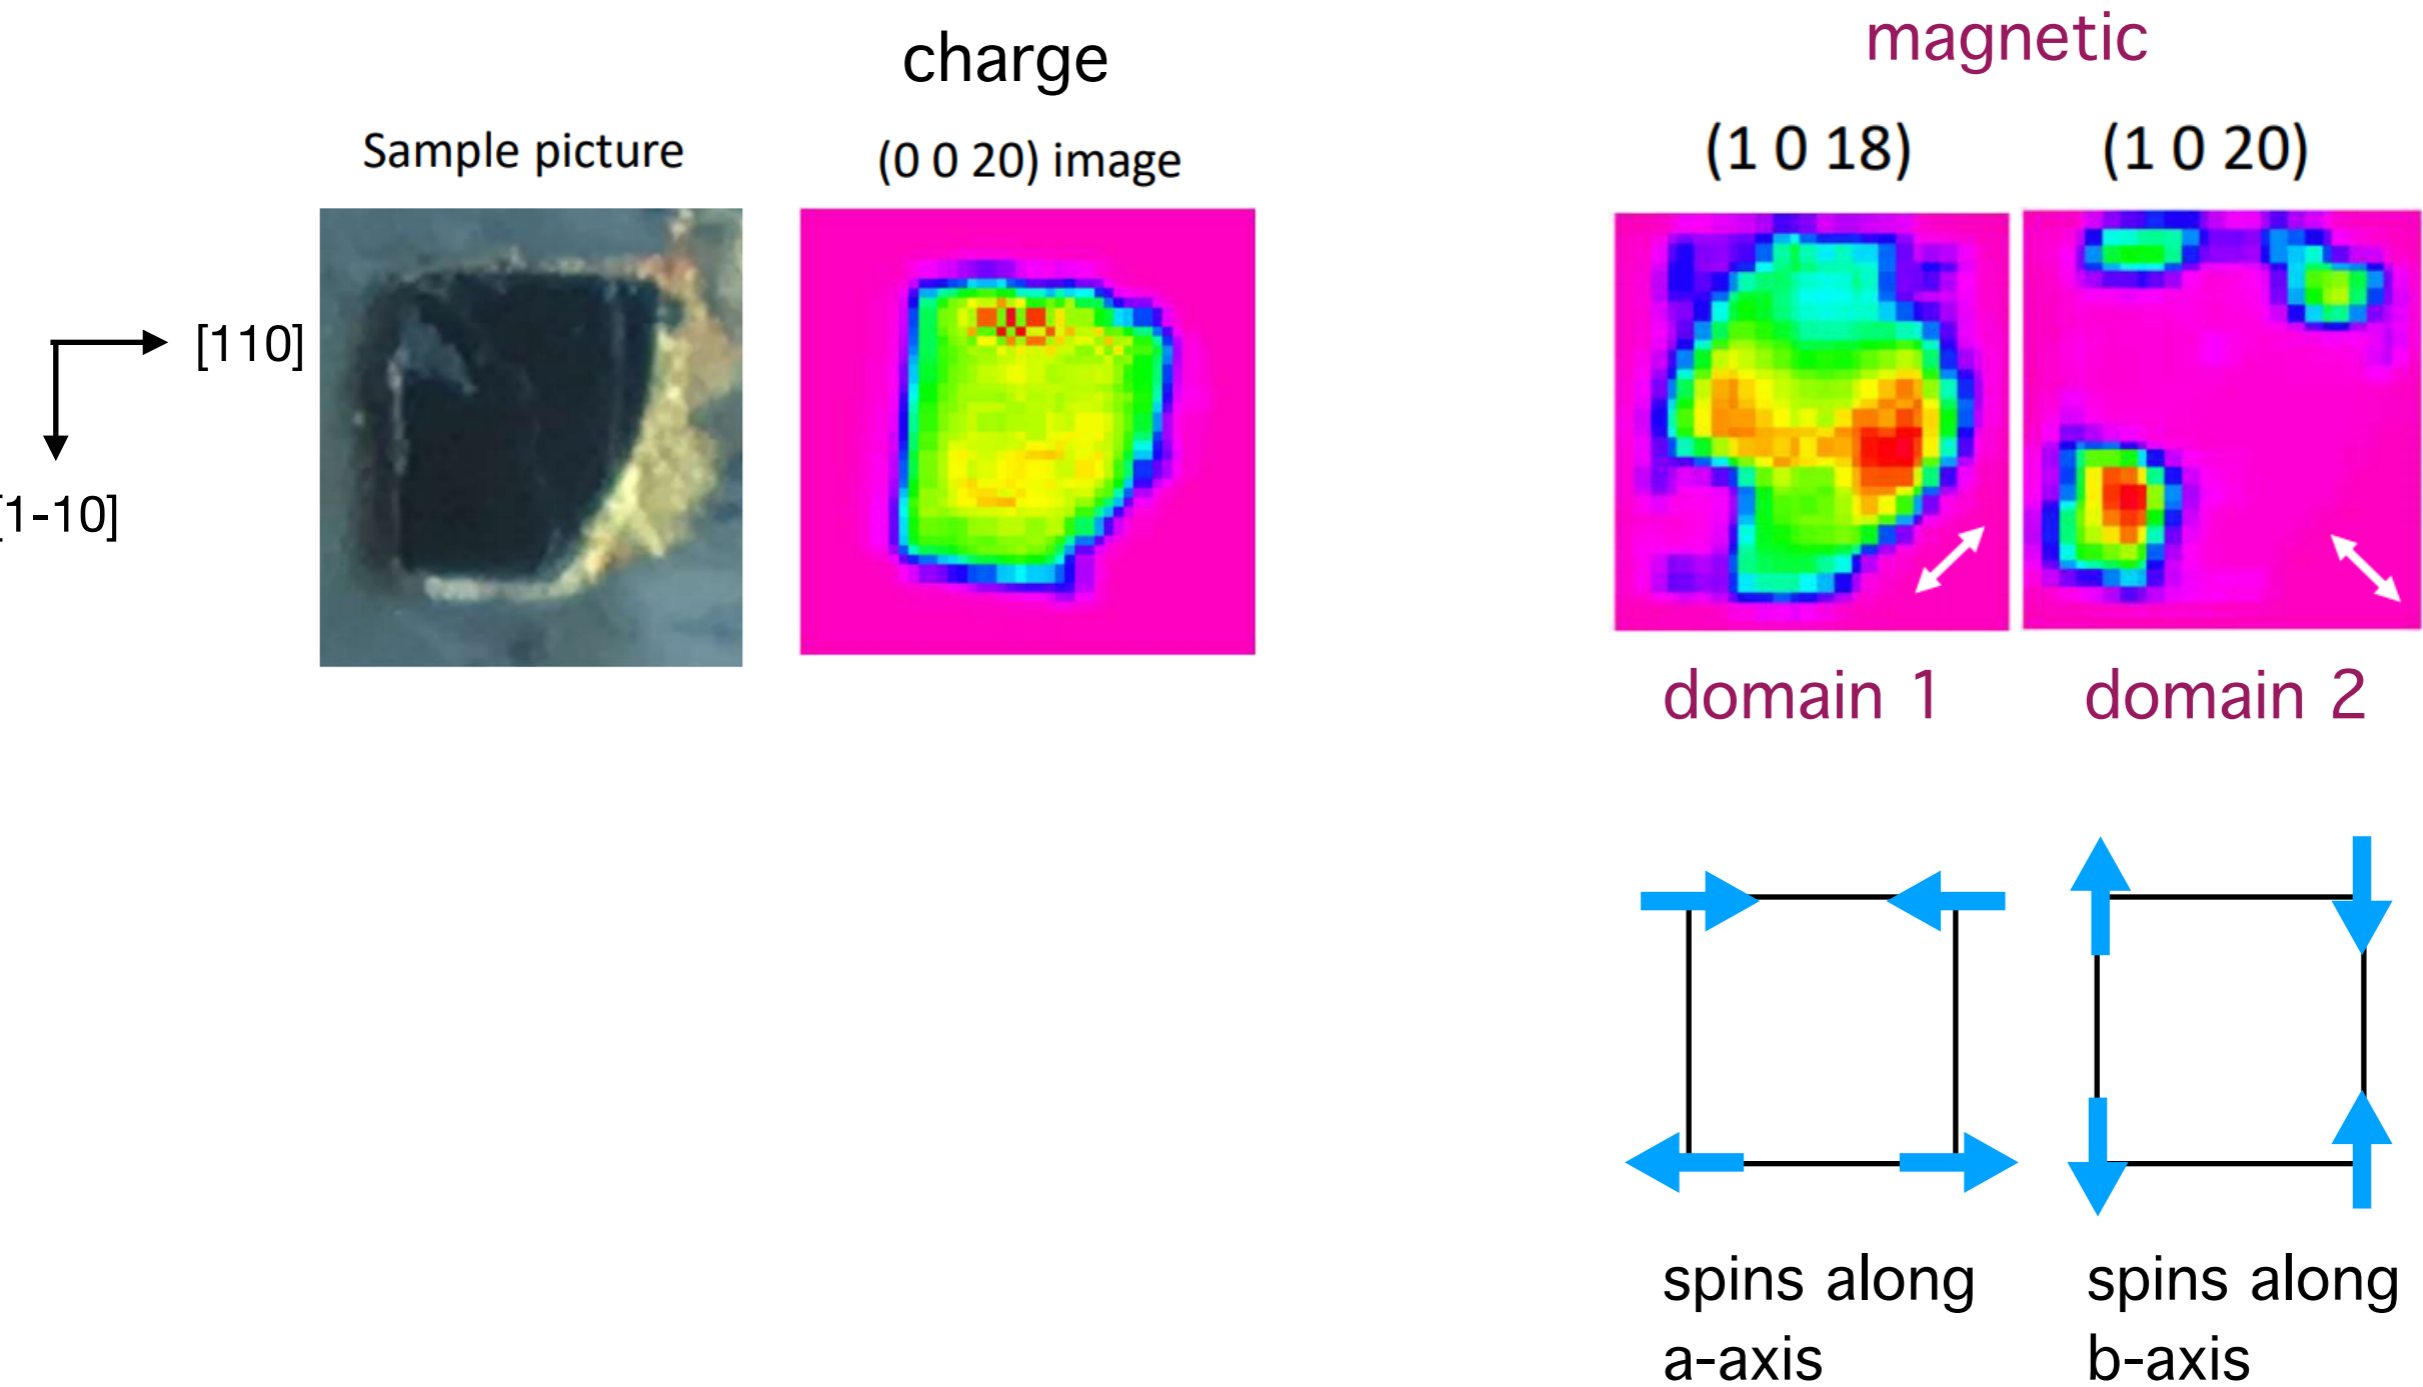 charge
magnetic
Sample picture
(0 0 20) image
(1 0 18)
(1 0 20)
[110]
[1-10]
domain 1
domain 2
spins along
a-axis
spins along
b-axis